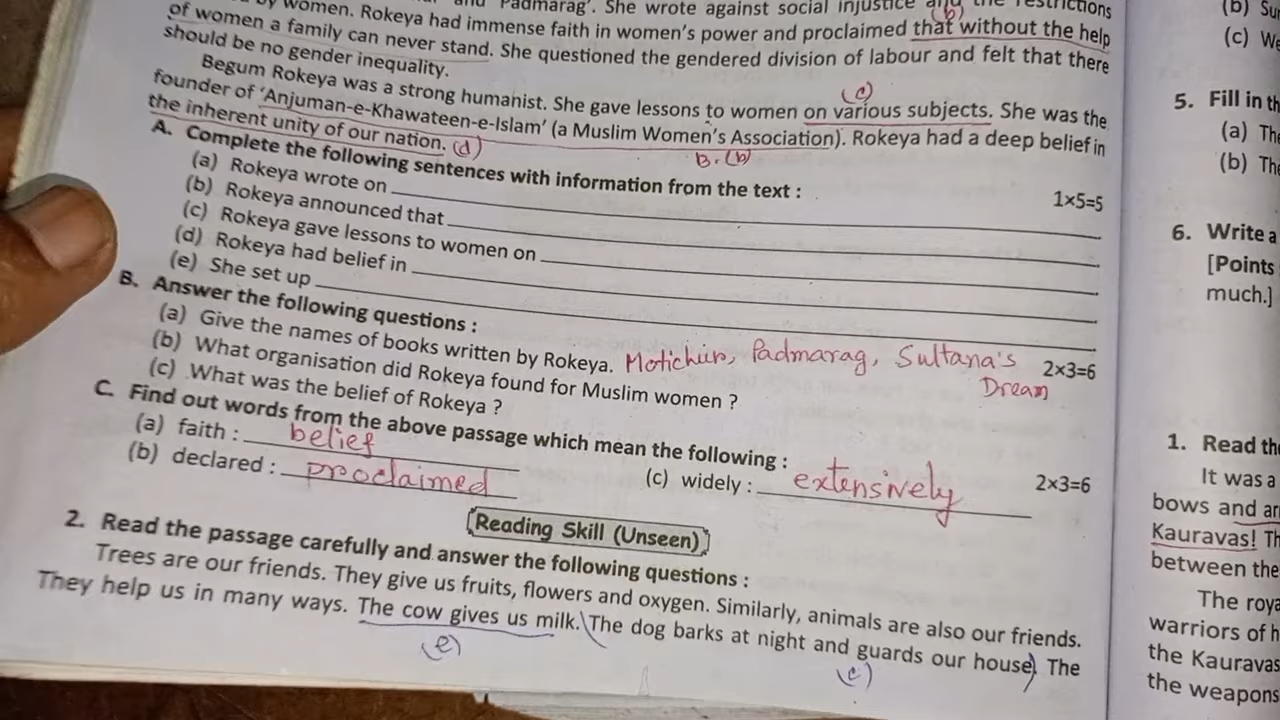 by women. Rokeya had immense faith in women's power and proclaimed that without the help
and 'Padmarag'. She wrote against social injustice and the restrictions
(b)
of women a family can never stand. She questioned the gendered division of labour and felt that there
should be no gender inequality.
(c)
Begum Rokeya was a strong humanist. She gave lessons to women on various subjects. She was the
founder of 'Anjuman-e-Khawateen-e-Islam' (a Muslim Women's Association). Rokeya had a deep belief in
the inherent unity of our nation. (d)
B. (b)
A. Complete the following sentences with information from the text : 1×5=5
(a) Rokeya wrote on
(b) Rokeya announced that
(c) Rokeya gave lessons to women on
(d) Rokeya had belief in
(e) She set up
B. Answer the following questions : 2×3=6
(a) Give the names of books written by Rokeya. Motichur, Padmarag, Sultana's
Dream
(b) What organisation did Rokeya found for Muslim women ?
(c) What was the belief of Rokeya ?
C. Find out words from the above passage which mean the following : 2×3=6
(a) faith : belief
(b) declared : proclaimed (c) widely : extensively
Reading Skill (Unseen)
2. Read the passage carefully and answer the following questions :
Trees are our friends. They give us fruits, flowers and oxygen. Similarly, animals are also our friends.
They help us in many ways. The cow gives us milk. The dog barks at night and guards our house. The
(e) (c)
(b) Su
(c) We
5. Fill in th
(a) The
(b) The
6. Write a
[Points
much.]
1. Read the
It was a
bows and ar
Kauravas! Th
between the
The roya
warriors of h
the Kauravas
the weapons